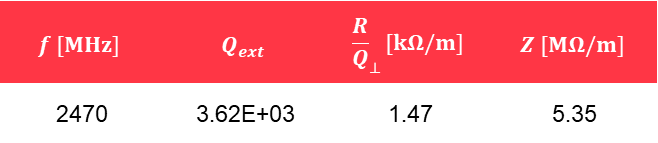 f [MHz] Q_ext R/Q_⊥ [kΩ/m] Z [MΩ/m]
2470 3.62E+03 1.47 5.35